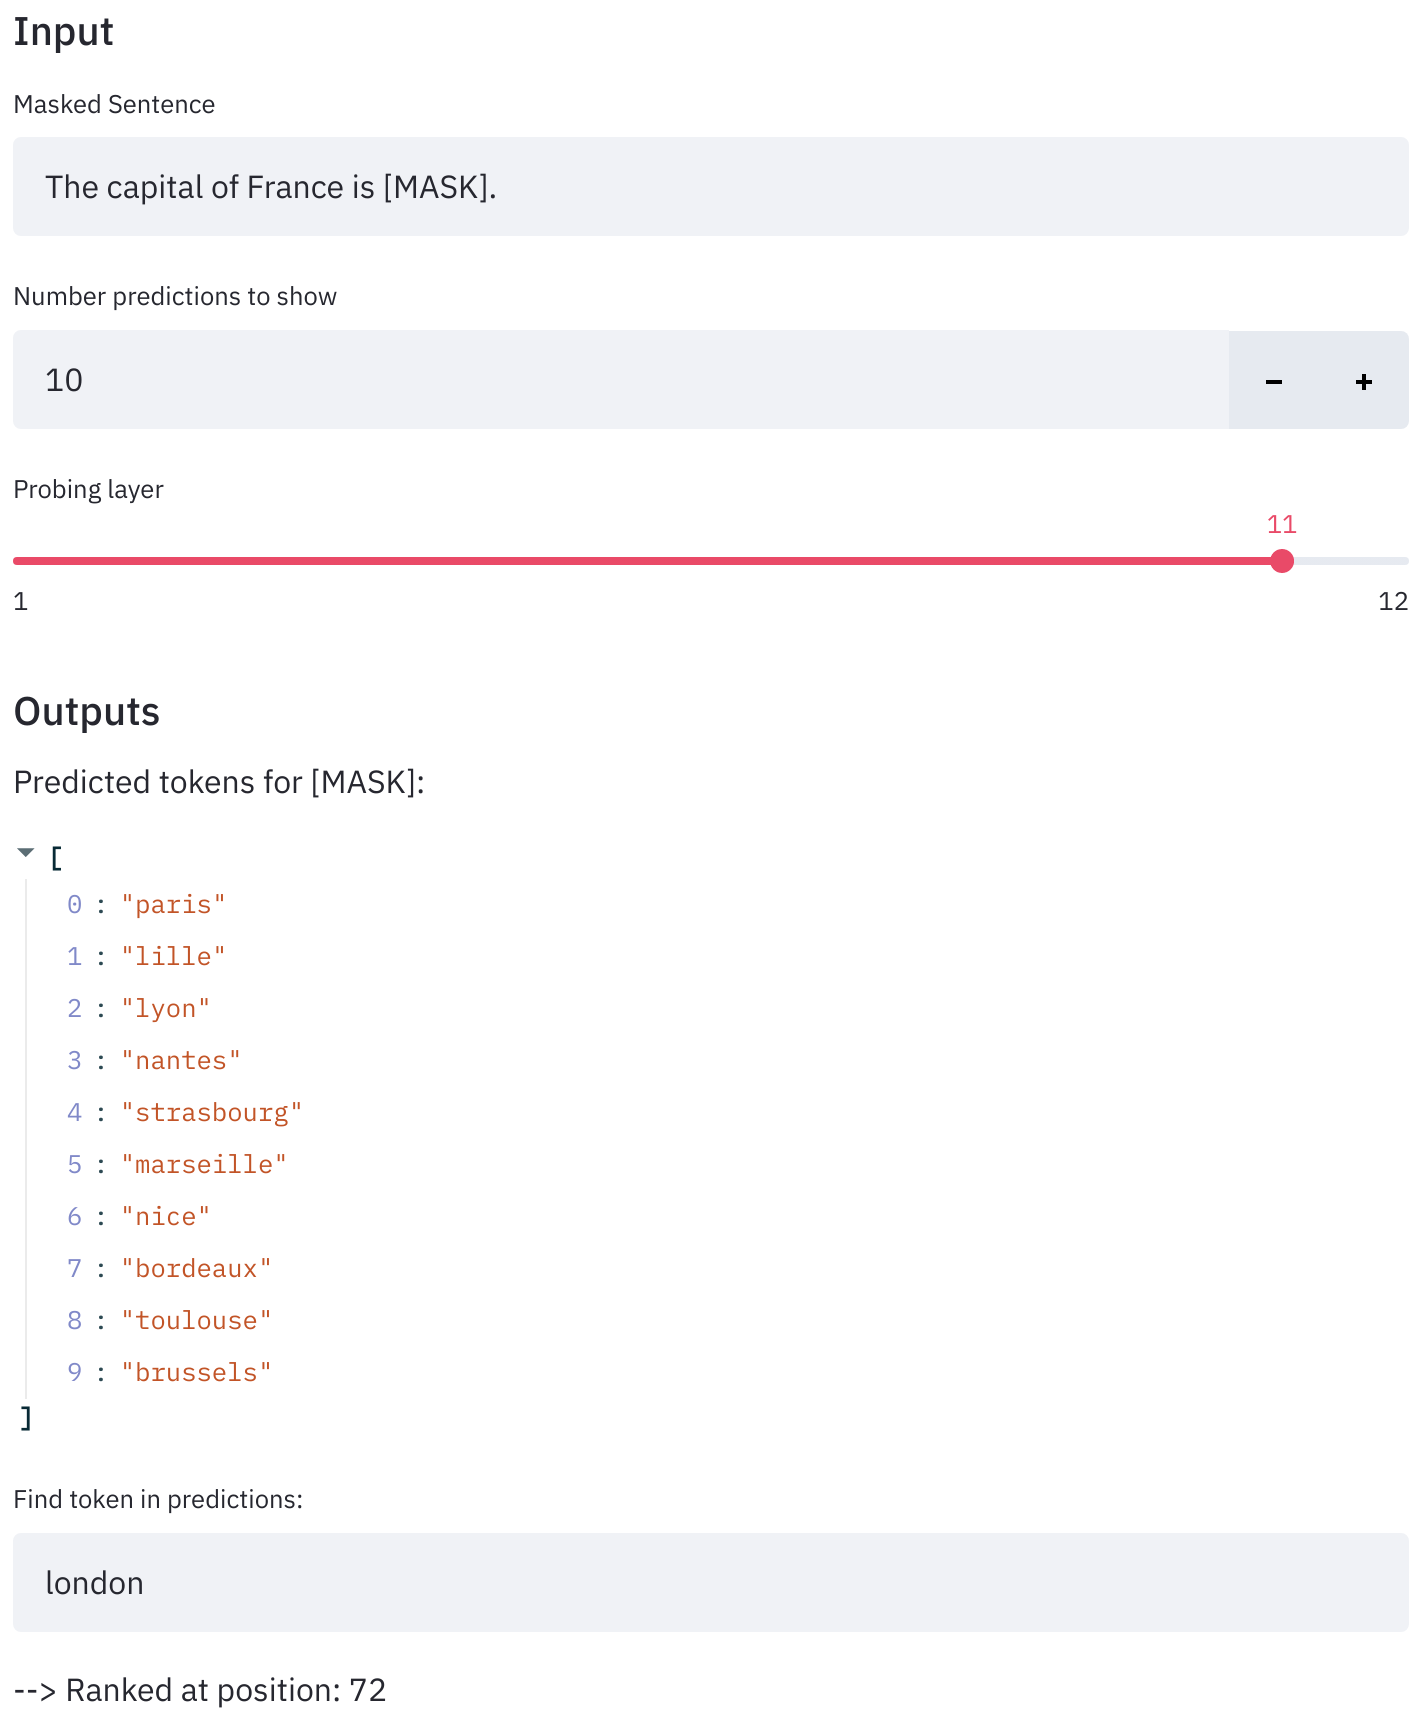 Input
Masked Sentence
The capital of France is [MASK].
Number predictions to show
10 - +
Probing layer
11
1 12
Outputs
Predicted tokens for [MASK]:
[
0 : "paris"
1 : "lille"
2 : "lyon"
3 : "nantes"
4 : "strasbourg"
5 : "marseille"
6 : "nice"
7 : "bordeaux"
8 : "toulouse"
9 : "brussels"
]
Find token in predictions:
london
--> Ranked at position: 72